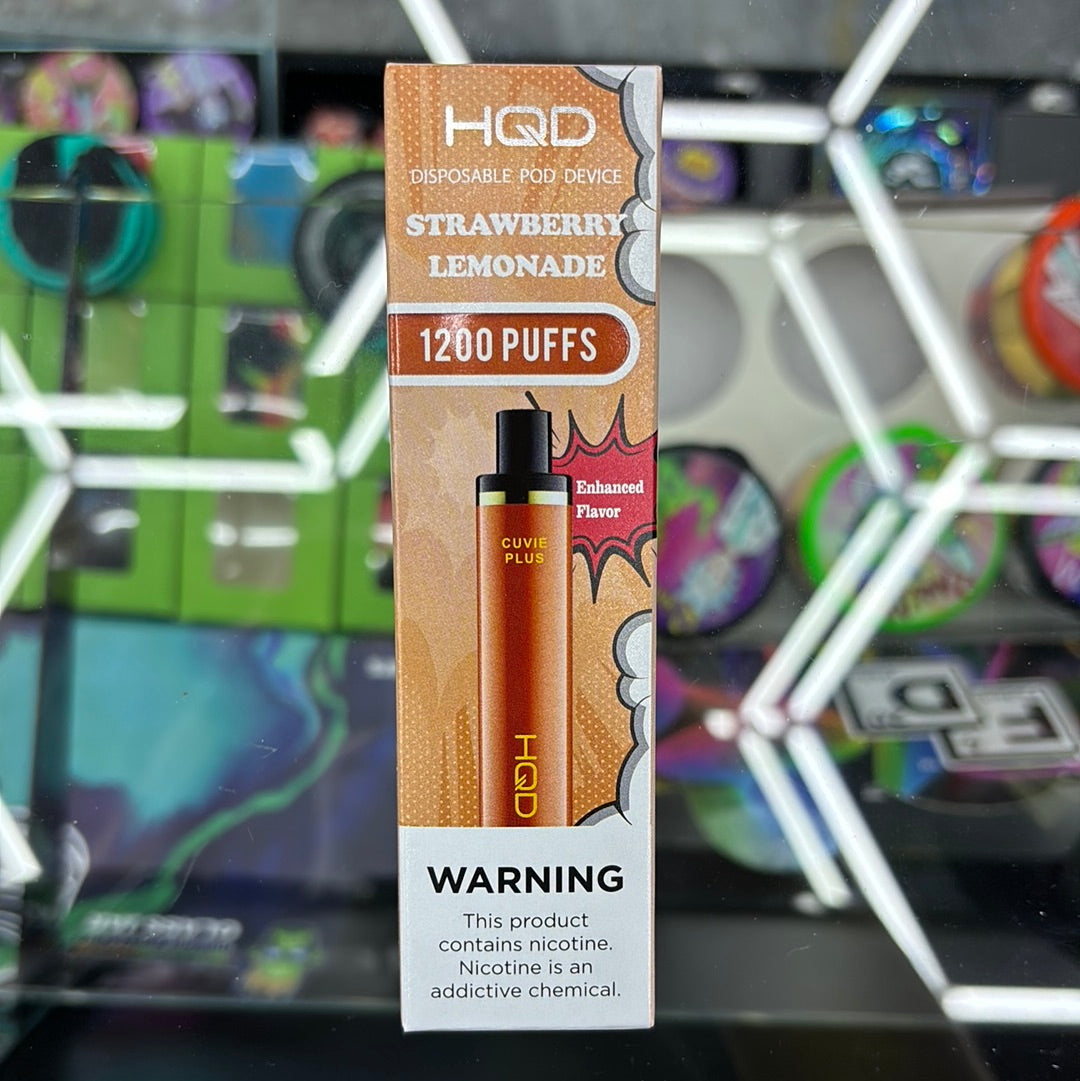 HQD
DISPOSABLE POD DEVICE
STRAWBERRY
LEMONADE
1200 PUFFS
Enhanced
Flavor
CUVIE
PLUS
HQD
WARNING
This product
contains nicotine.
Nicotine is an
addictive chemical.